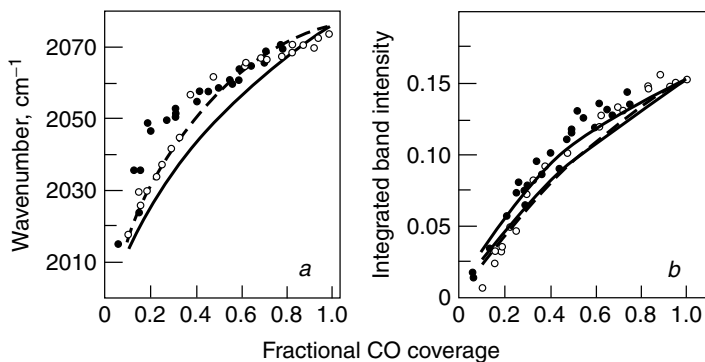 2070
2050
2030
2010
Wavenumber, cm⁻¹
a
0 0.2 0.4 0.6 0.8 1.0
0.15
0.10
0.05
0
Integrated band intensity
b
0 0.2 0.4 0.6 0.8 1.0
Fractional CO coverage